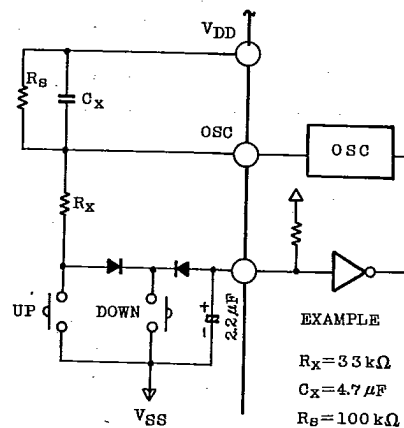 VDD
RS
CX
OSC
OSC
RX
UP
DOWN
+
-
2.2μF
EXAMPLE
VSS
RX=33kΩ
CX=4.7μF
RS=100kΩ